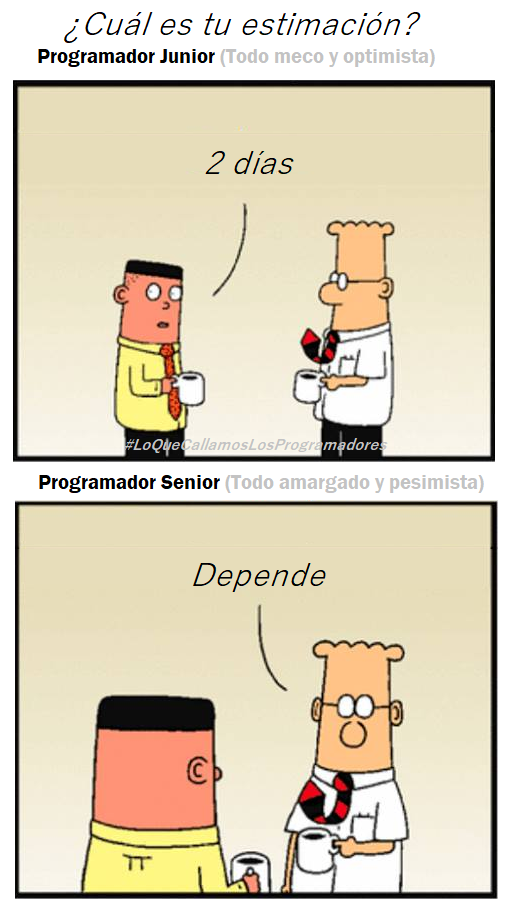 ¿Cuál es tu estimación?
Programador Junior (Todo meco y optimista)
2 días
#LoQueCallamosLosProgramadores
Programador Senior (Todo amargado y pesimista)
Depende